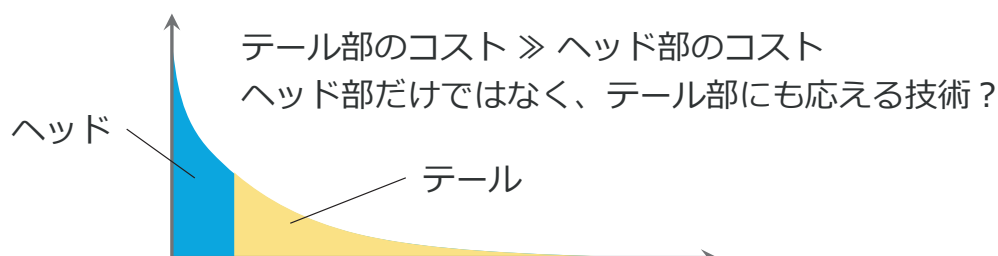 テール部のコスト ≫ ヘッド部のコスト
ヘッド部だけではなく、テール部にも応える技術？
ヘッド
テール